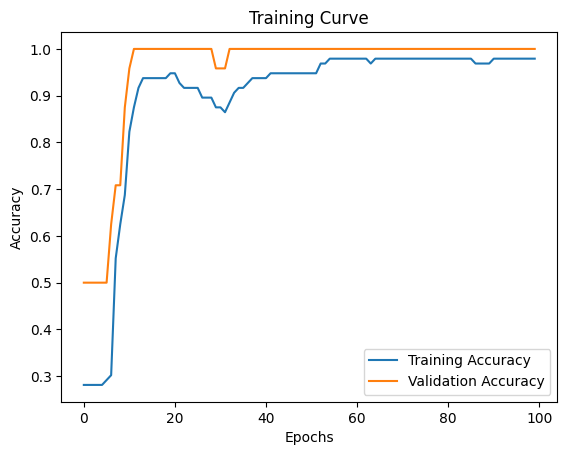 Training Curve
1.0
0.9
0.8
0.7
0.6
0.5
0.4
0.3
Accuracy
0
20
40
60
80
100
Epochs
Training Accuracy
Validation Accuracy